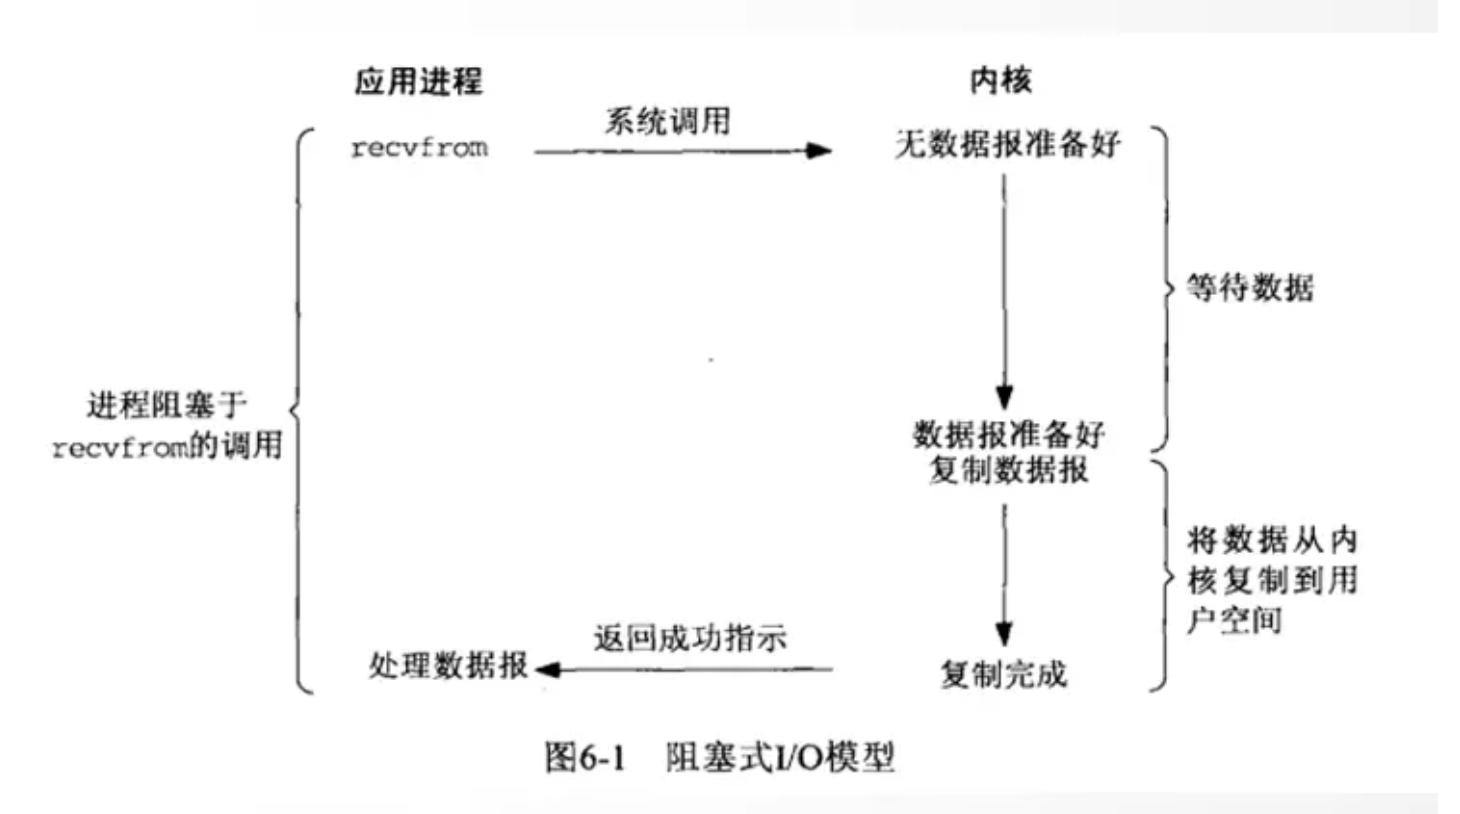 应用进程
内核
系统调用
recvfrom
无数据报准备好
等待数据
进程阻塞于
recvfrom的调用
数据报准备好
复制数据报
将数据从内
核复制到用
户空间
返回成功指示
处理数据报
复制完成
图6-1 阻塞式I/O模型